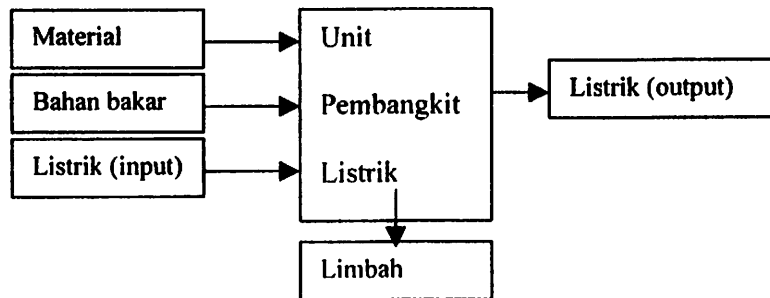 Material
Bahan bakar
Listrik (input)
Unit
Pembangkit
Listrik
Listrik (output)
Limbah